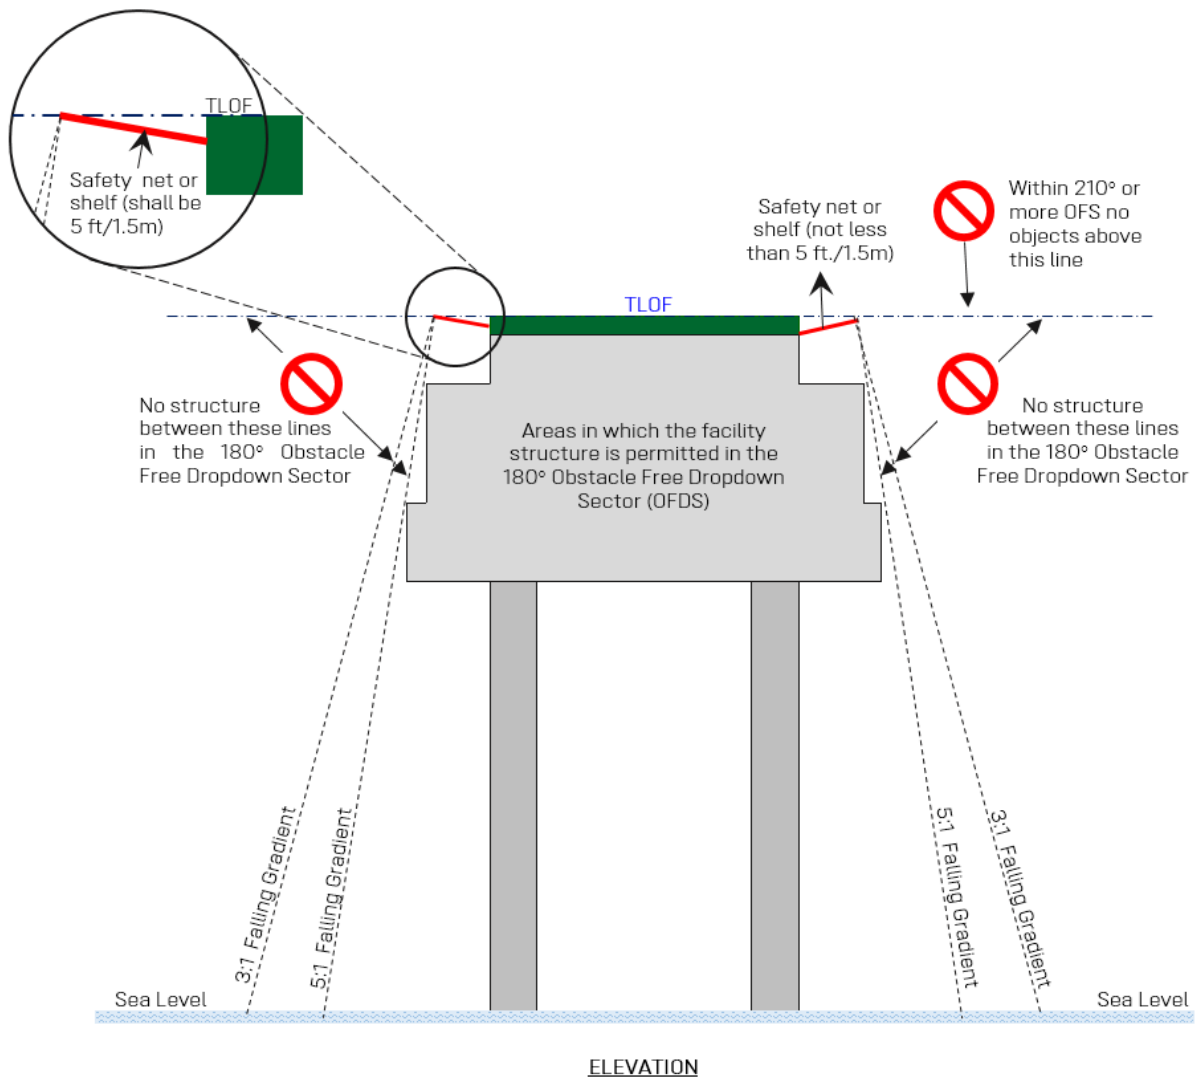 TLOF
Safety net or
shelf (shall be
5 ft/1.5m)
Safety net or
shelf (not less
than 5 ft./1.5m)
Within 210° or
more OFS no
objects above
this line
TLOF
No structure
between these lines
in the 180° Obstacle
Free Dropdown Sector
Areas in which the facility
structure is permitted in the
180° Obstacle Free Dropdown
Sector (OFDS)
No structure
between these lines
in the 180° Obstacle
Free Dropdown Sector
3:1 Falling Gradient
5:1 Falling Gradient
5:1 Falling Gradient
3:1 Falling Gradient
Sea Level
Sea Level
ELEVATION